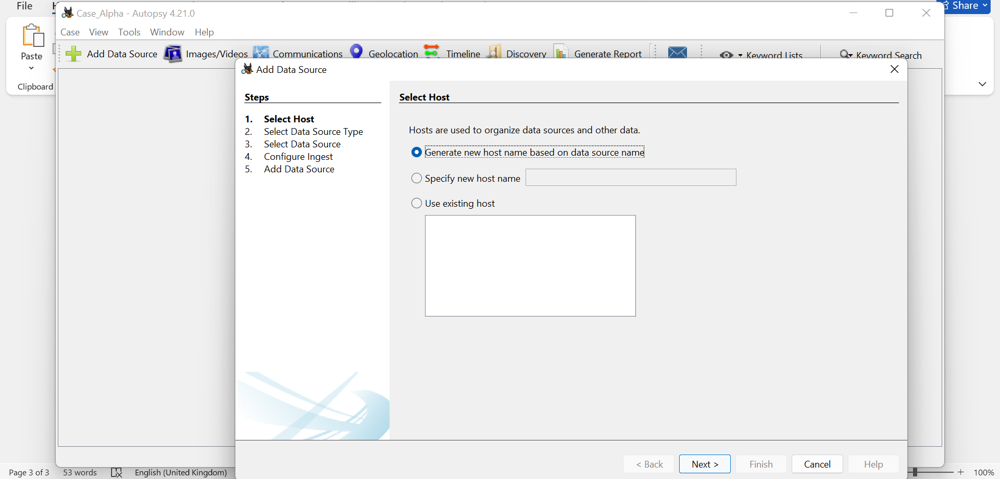 File
Share
Case_Alpha - Autopsy 4.21.0
Case View Tools Window Help
Paste
Clipboard
Add Data Source Images/Videos Communications Geolocation Timeline Discovery Generate Report Keyword Lists Keyword Search
Add Data Source
Steps
1. Select Host
2. Select Data Source Type
3. Select Data Source
4. Configure Ingest
5. Add Data Source
Select Host
Hosts are used to organize data sources and other data.
Generate new host name based on data source name
Specify new host name
Use existing host
< Back Next > Finish Cancel Help
Page 3 of 3 53 words English (United Kingdom) 100%